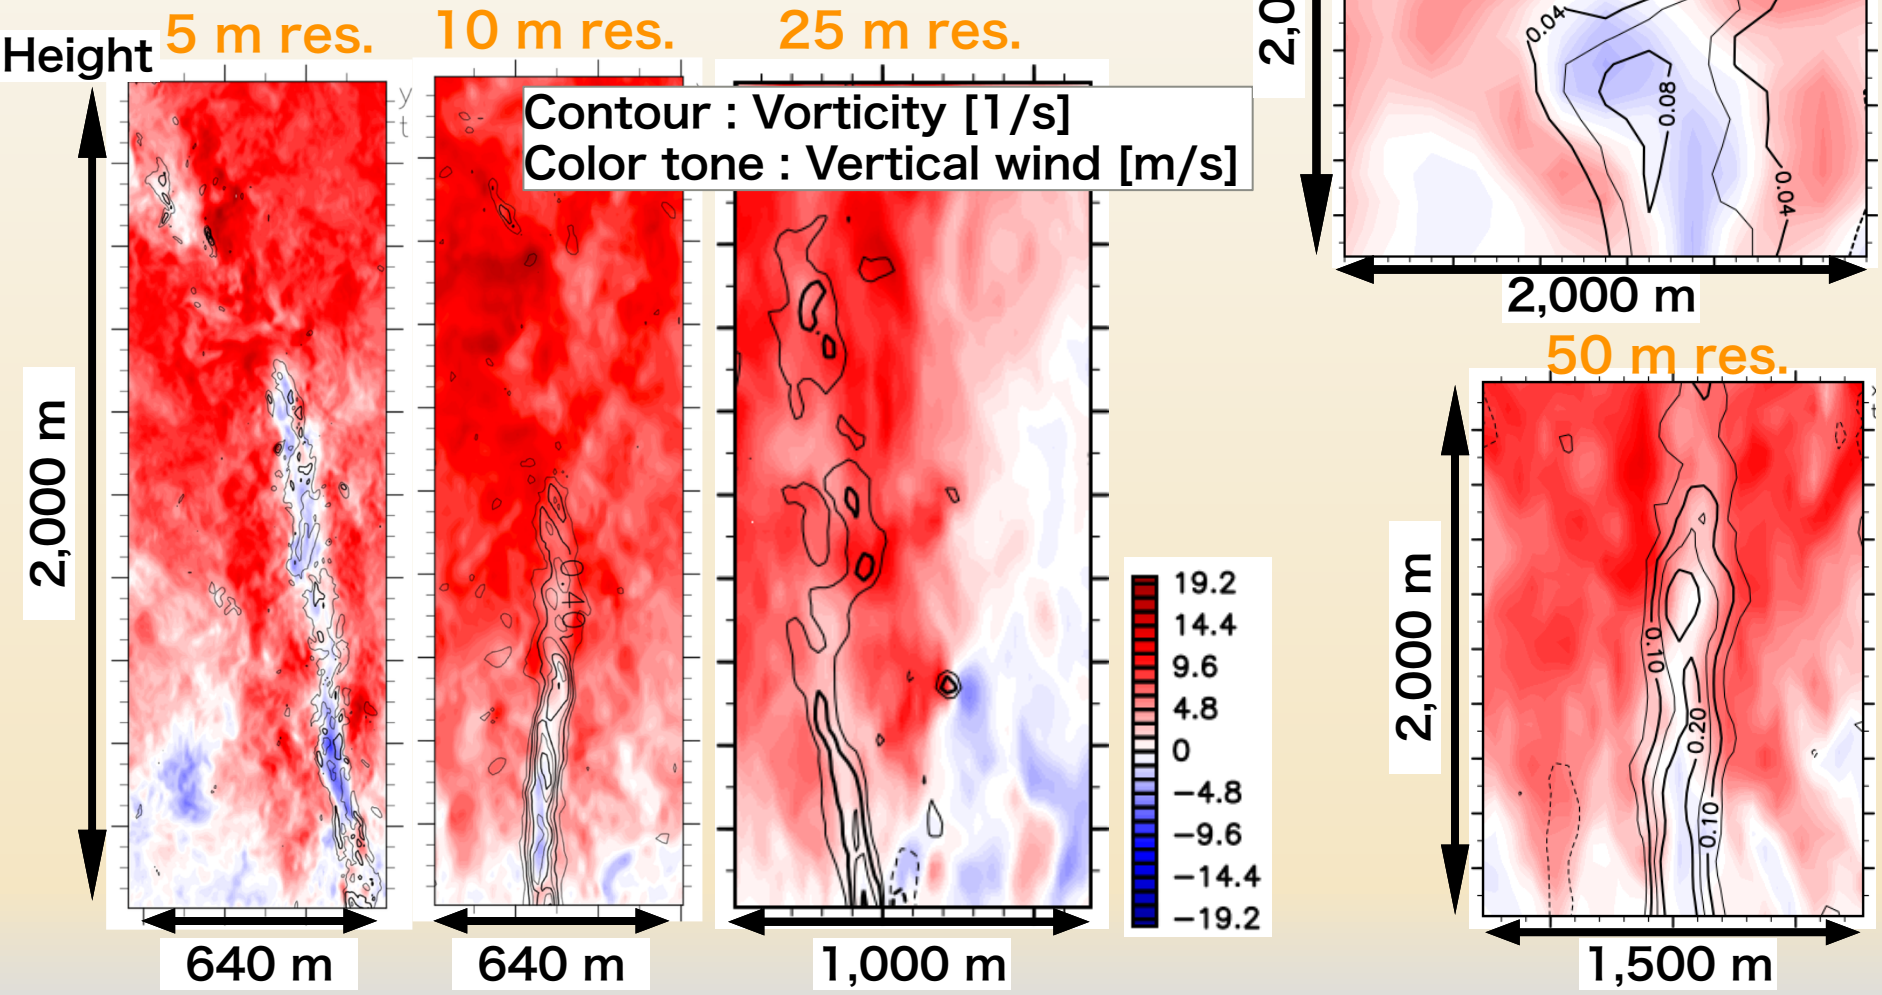 5 m res.
10 m res.
25 m res.
Height
Contour : Vorticity [1/s]
Color tone : Vertical wind [m/s]
y
t
2,000 m
0.10
640 m
640 m
1,000 m
19.2
14.4
9.6
4.8
0
−4.8
−9.6
−14.4
−19.2
2,0
0.04
0.08
0.04
2,000 m
50 m res.
2,000 m
0.10
0.20
0.10
1,500 m